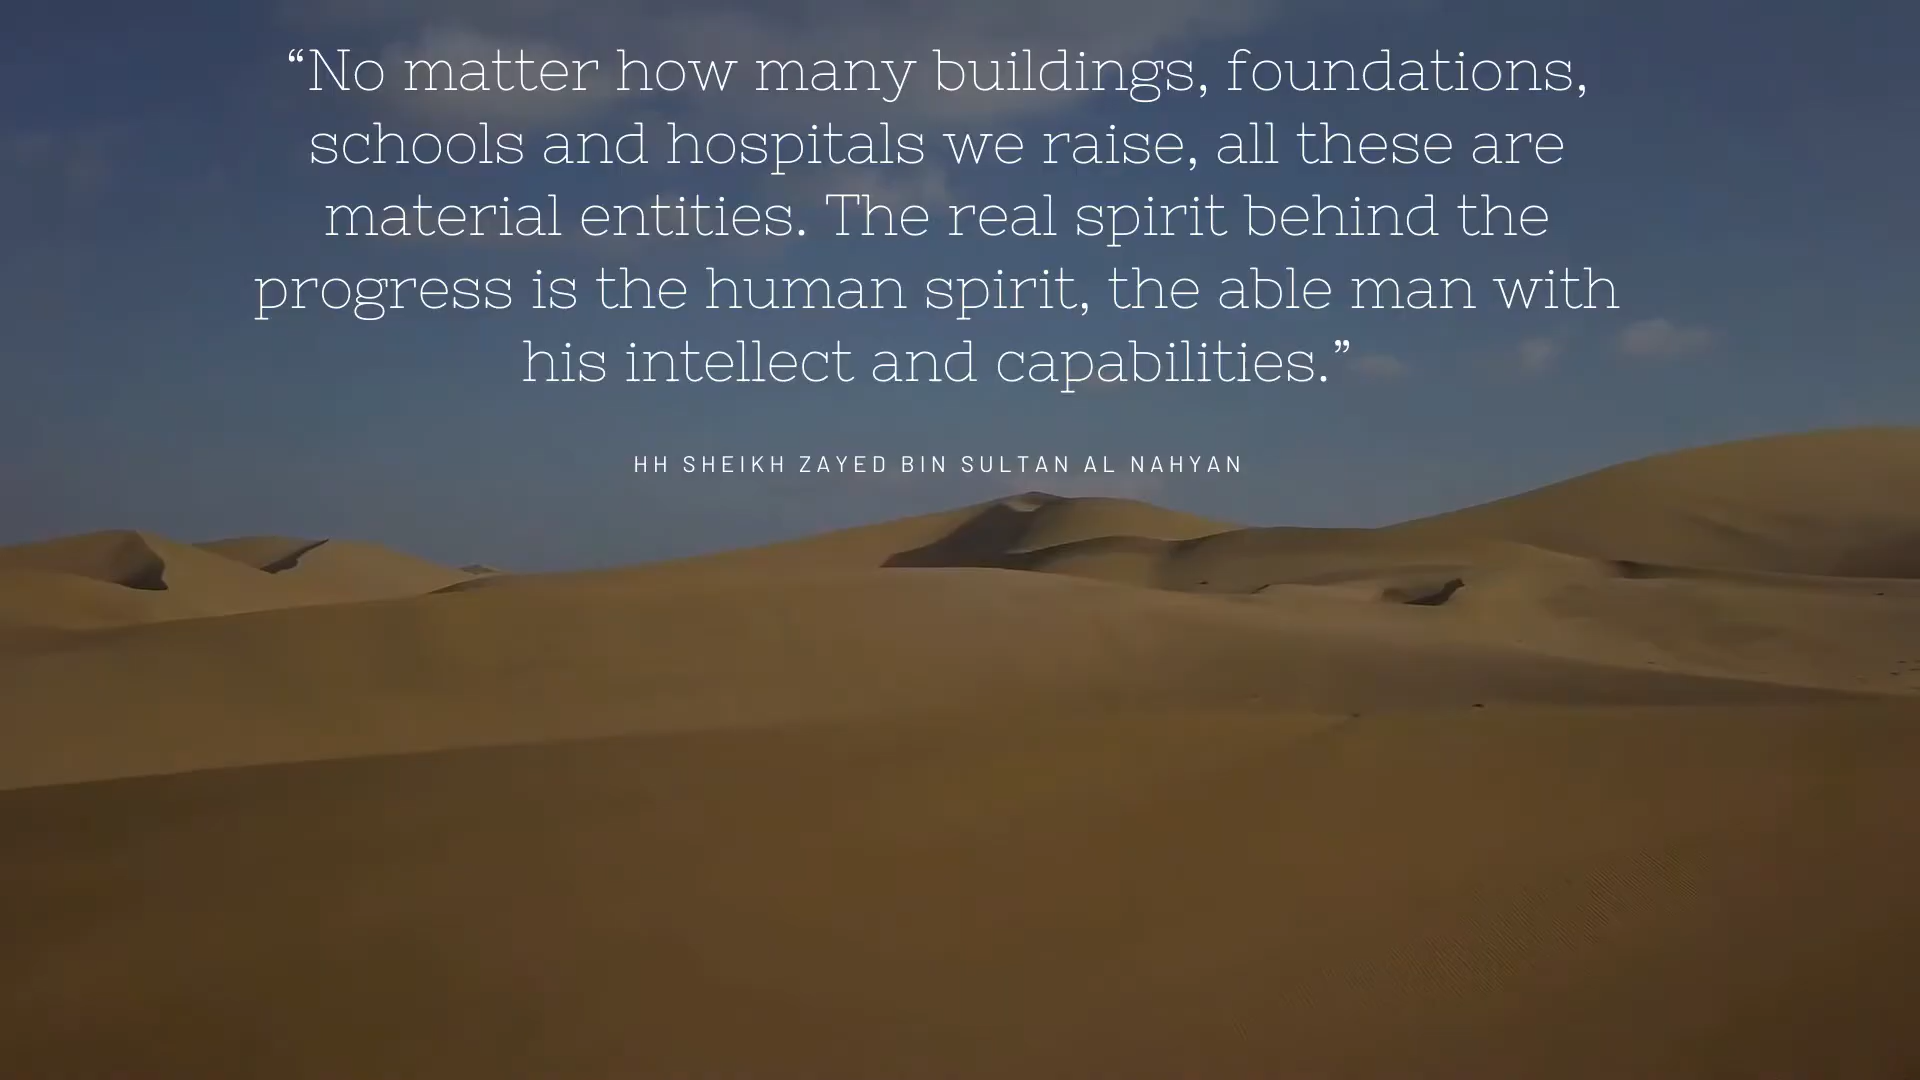 “No matter how many buildings, foundations,
schools and hospitals we raise, all these are
material entities. The real spirit behind the
progress is the human spirit, the able man with
his intellect and capabilities.”
HH SHEIKH ZAYED BIN SULTAN AL NAHYAN